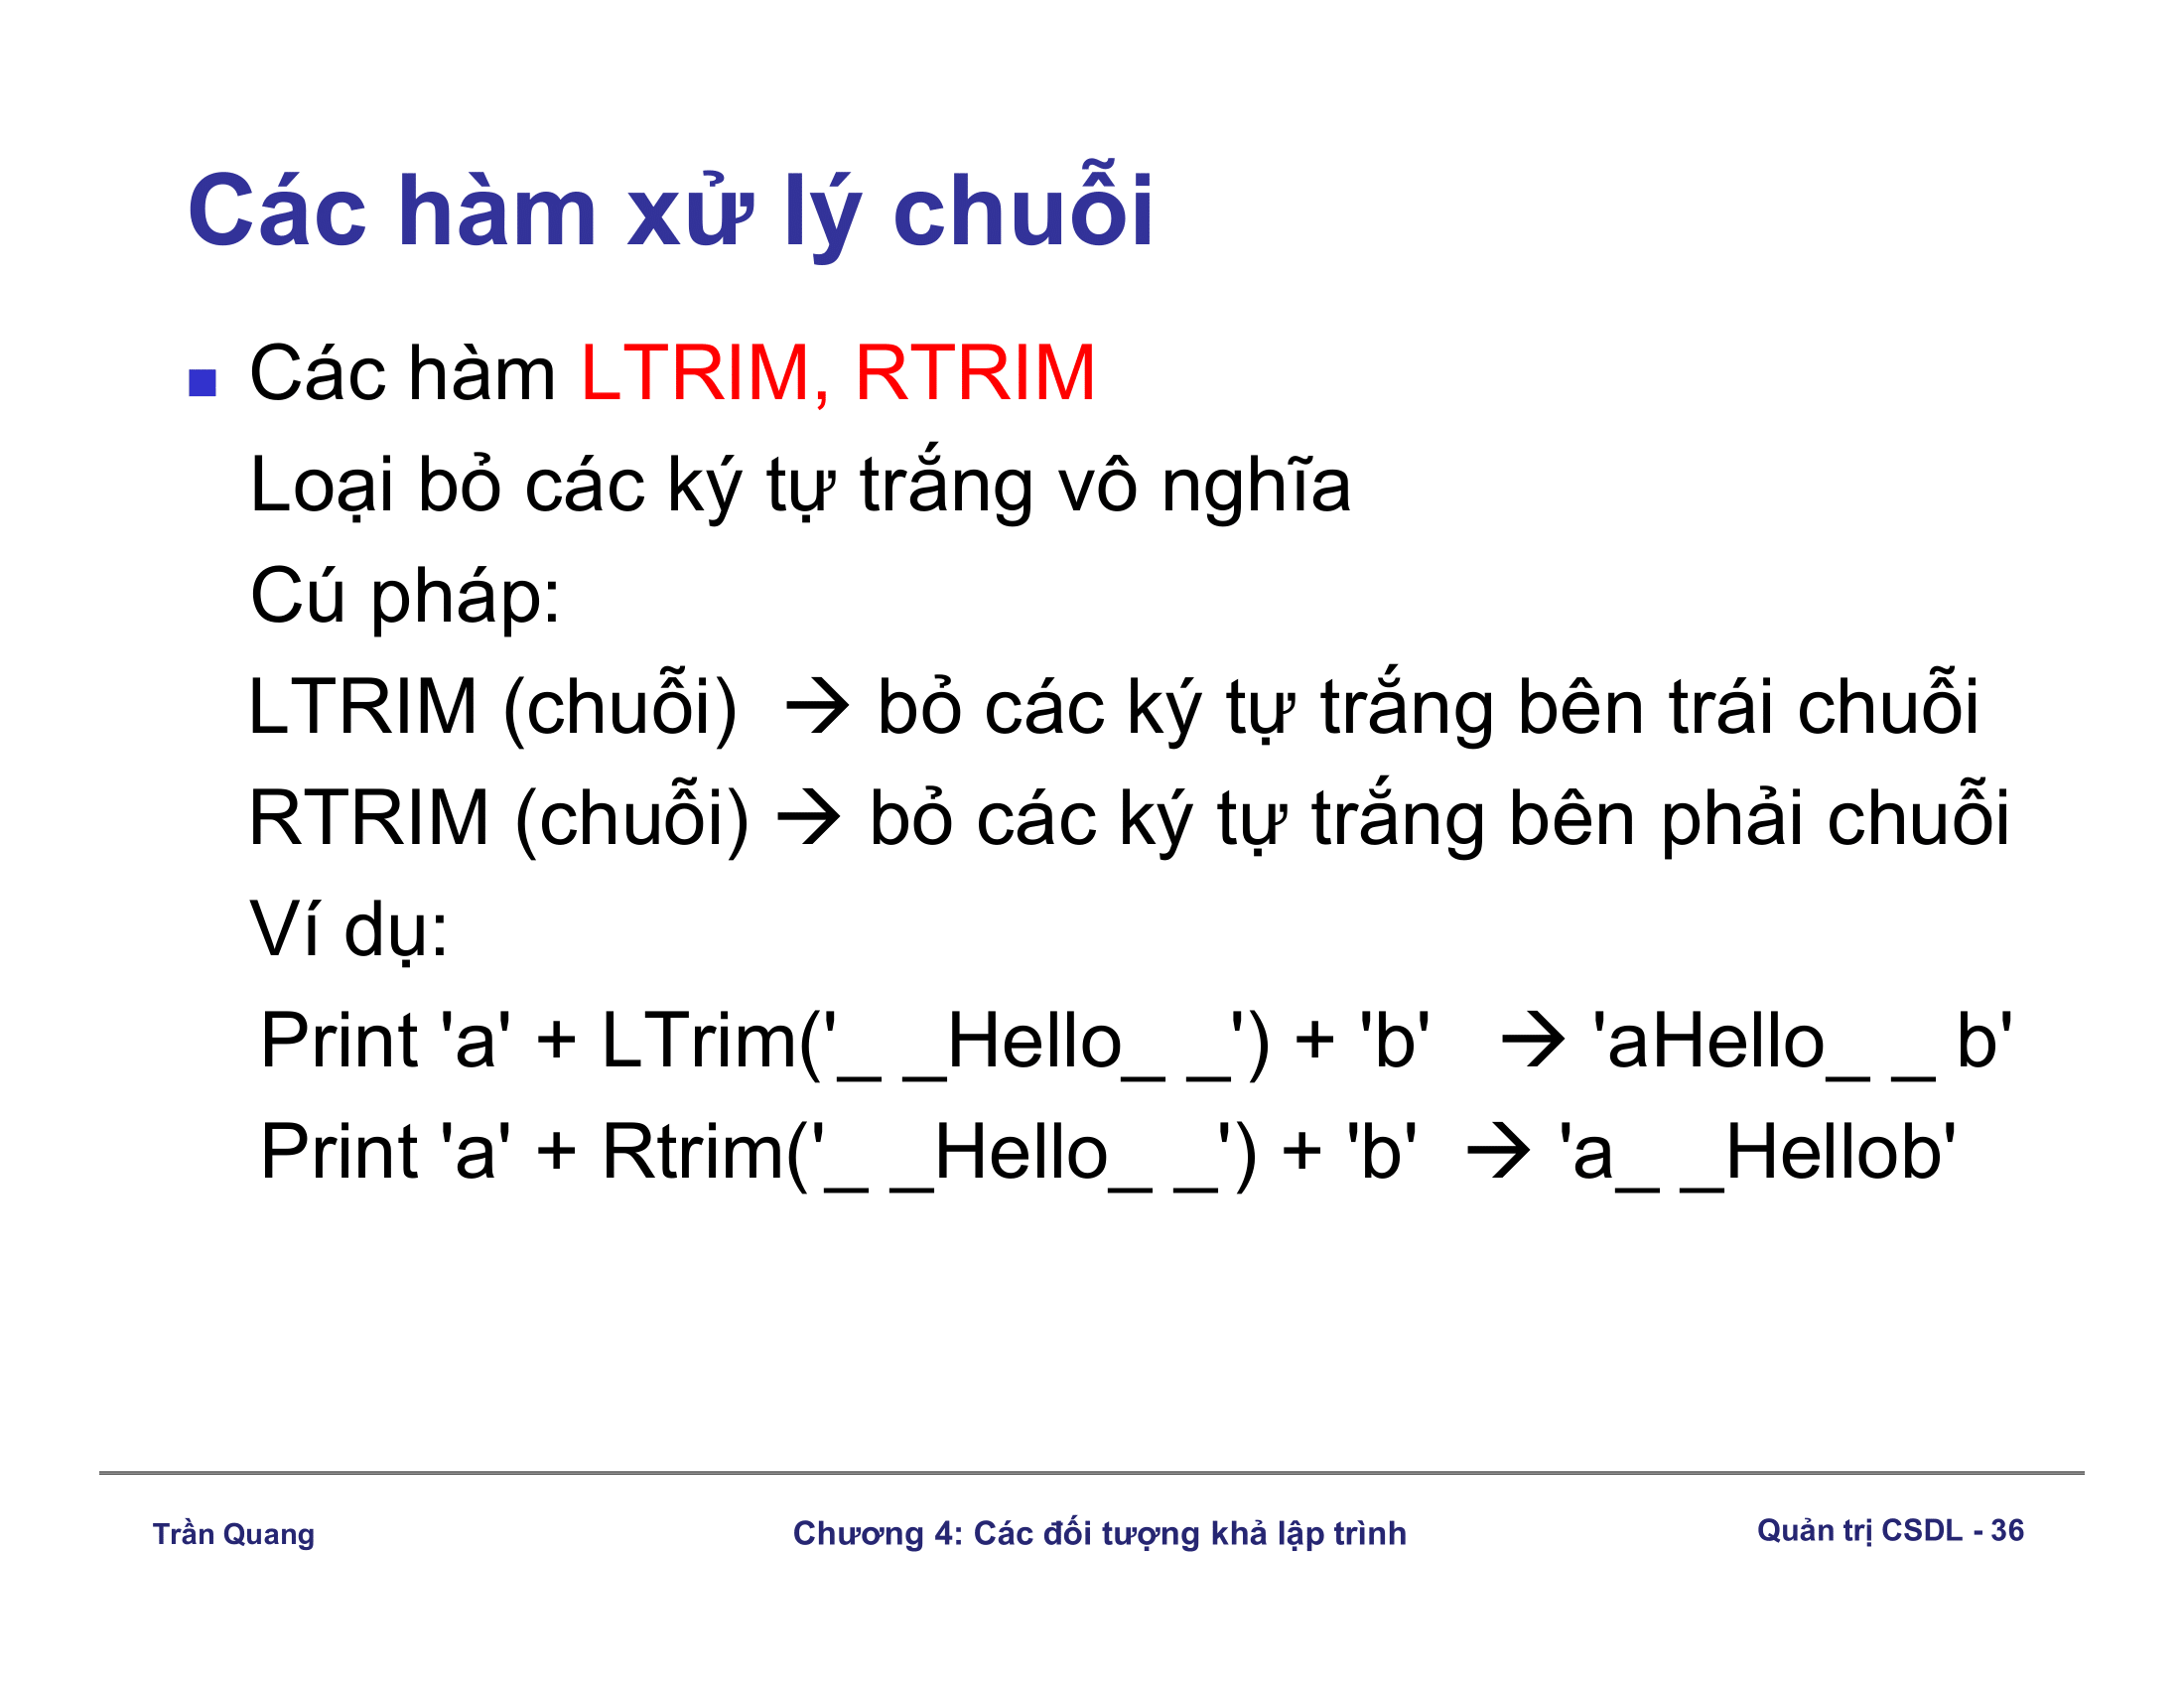 Các hàm xử lý chuỗi
Các hàm LTRIM, RTRIM
Loại bỏ các ký tự trắng vô nghĩa
Cú pháp:
LTRIM (chuỗi) → bỏ các ký tự trắng bên trái chuỗi
RTRIM (chuỗi) → bỏ các ký tự trắng bên phải chuỗi
Ví dụ:
Print 'a' + LTrim('_ _Hello_ _') + 'b' → 'aHello_ _ b'
Print 'a' + Rtrim('_ _Hello_ _') + 'b' → 'a_ _Hellob'
Trần Quang
Chương 4: Các đối tượng khả lập trình
Quản trị CSDL - 36